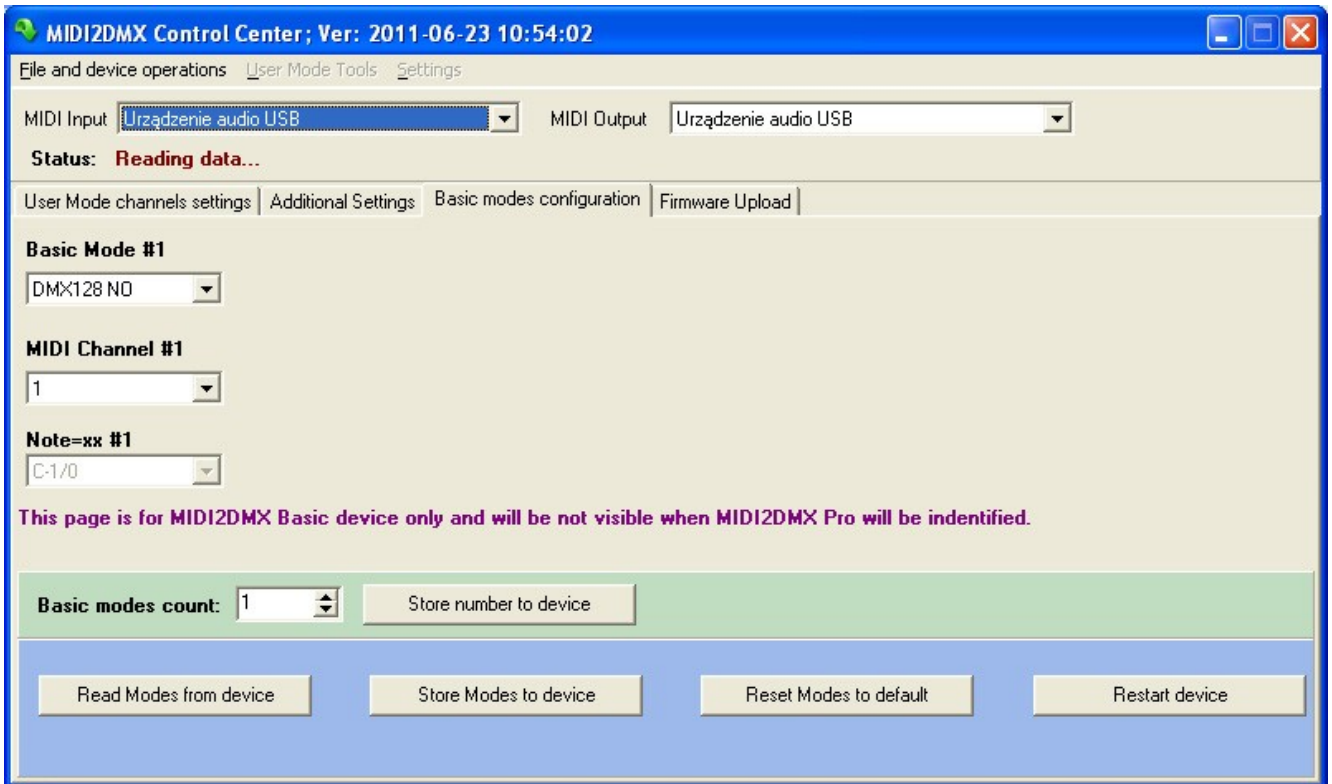 MIDI2DMX Control Center; Ver: 2011-06-23 10:54:02
File and device operations User Mode Tools Settings
MIDI Input Urządzenie audio USB MIDI Output Urządzenie audio USB
Status: Reading data...
User Mode channels settings Additional Settings Basic modes configuration Firmware Upload
Basic Mode #1
DMX128 NO
MIDI Channel #1
1
Note=xx #1
C-1/0
This page is for MIDI2DMX Basic device only and will be not visible when MIDI2DMX Pro will be indentified.
Basic modes count: 1 Store number to device
Read Modes from device Store Modes to device Reset Modes to default Restart device